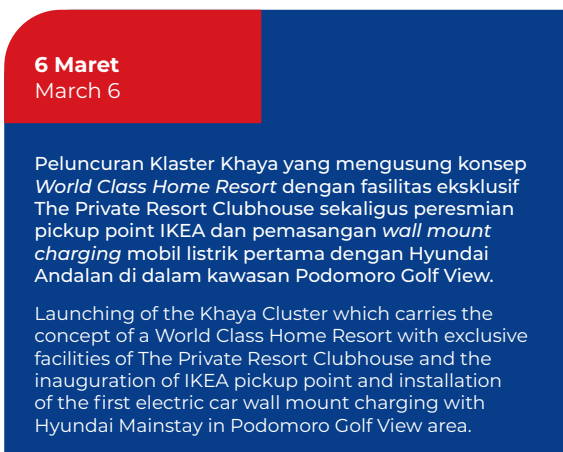 6 Maret
March 6
Peluncuran Klaster Khaya yang mengusung konsep
World Class Home Resort dengan fasilitas eksklusif
The Private Resort Clubhouse sekaligus peresmian
pickup point IKEA dan pemasangan wall mount
charging mobil listrik pertama dengan Hyundai
Andalan di dalam kawasan Podomoro Golf View.
Launching of the Khaya Cluster which carries the
concept of a World Class Home Resort with exclusive
facilities of The Private Resort Clubhouse and the
inauguration of IKEA pickup point and installation
of the first electric car wall mount charging with
Hyundai Mainstay in Podomoro Golf View area.